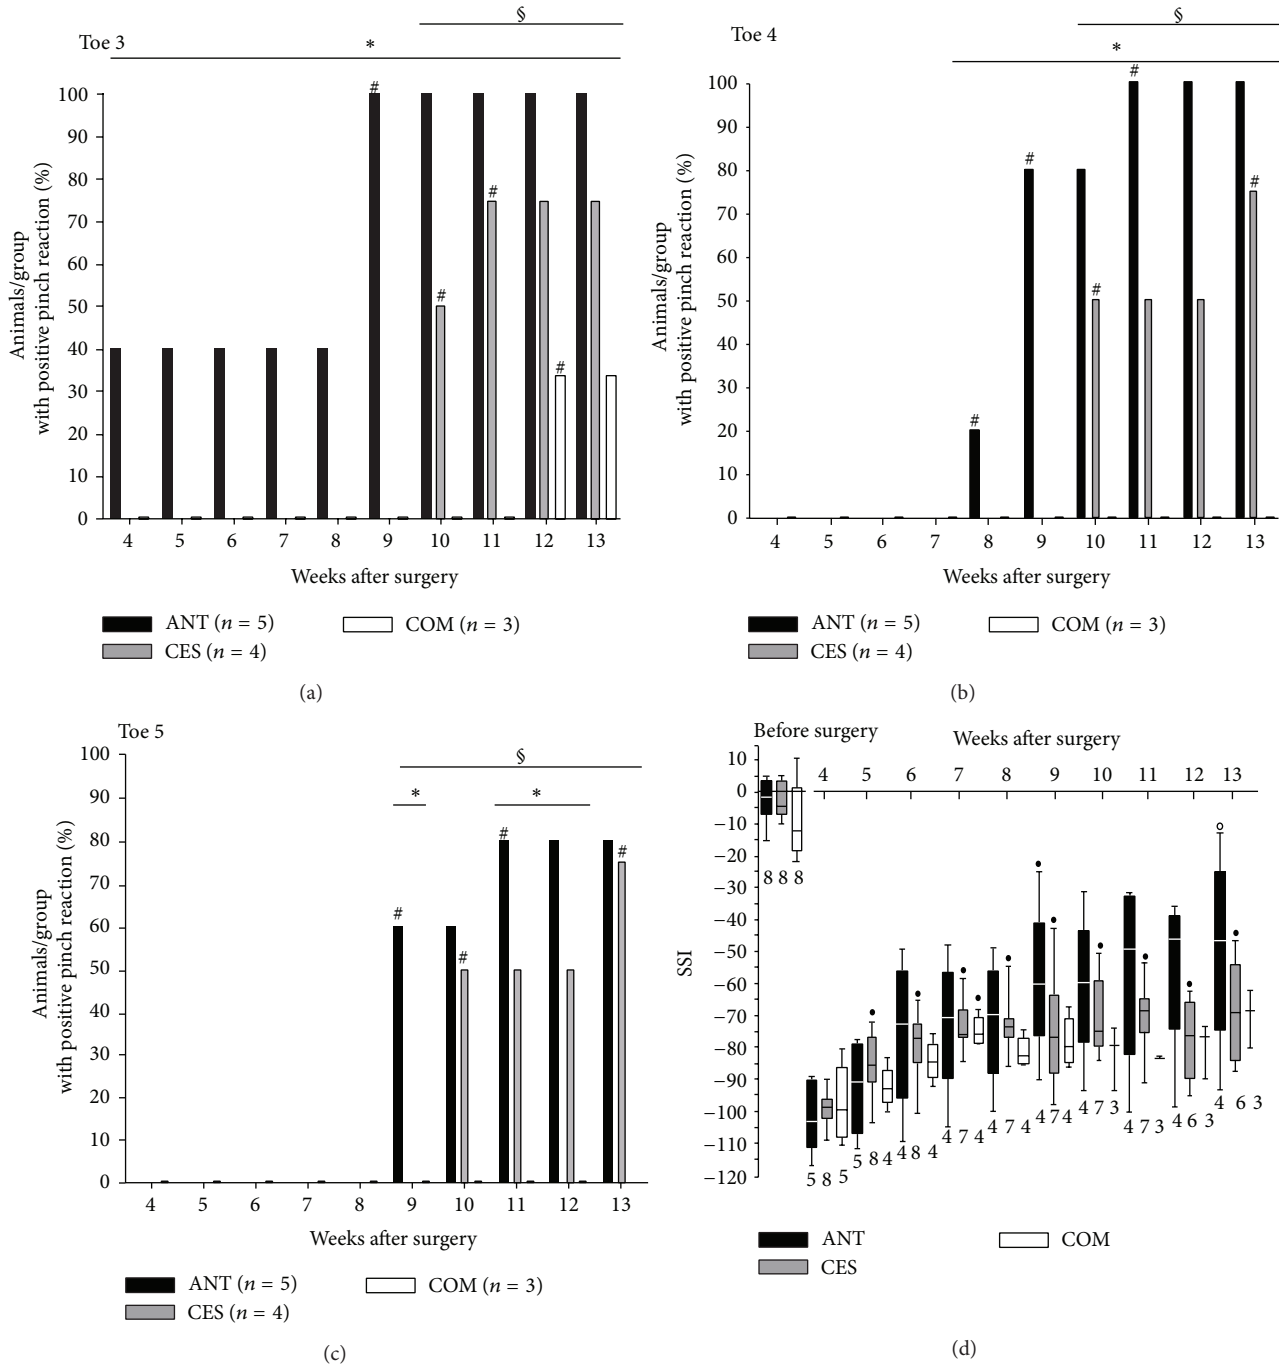 §
Toe 3
*
#
#
#
#
100
90
80
70
60
50
40
30
20
10
0
Animals/group
with positive pinch reaction (%)
4 5 6 7 8 9 10 11 12 13
Weeks after surgery
ANT (n = 5) COM (n = 3)
CES (n = 4)
(a)
§
Toe 4
*
#
#
#
#
#
100
90
80
70
60
50
40
30
20
10
0
Animals/group
with positive pinch reaction (%)
4 5 6 7 8 9 10 11 12 13
Weeks after surgery
ANT (n = 5) COM (n = 3)
CES (n = 4)
(b)
Toe 5
§
* *
#
#
#
#
100
90
80
70
60
50
40
30
20
10
0
Animals/group
with positive pinch reaction (%)
4 5 6 7 8 9 10 11 12 13
Weeks after surgery
ANT (n = 5) COM (n = 3)
CES (n = 4)
(c)
Before surgery Weeks after surgery
4 5 6 7 8 9 10 11 12 13
10
0
−10
−20
−30
−40
−50
−60
−70
−80
−90
−100
−110
−120
SSI
8 8 8
5 8 5
5 8 4
4 8 4
4 7 4
4 7 4
4 7 4
4 7 3
4 7 3
4 6 3
4 6 3
ANT COM
CES
(d)